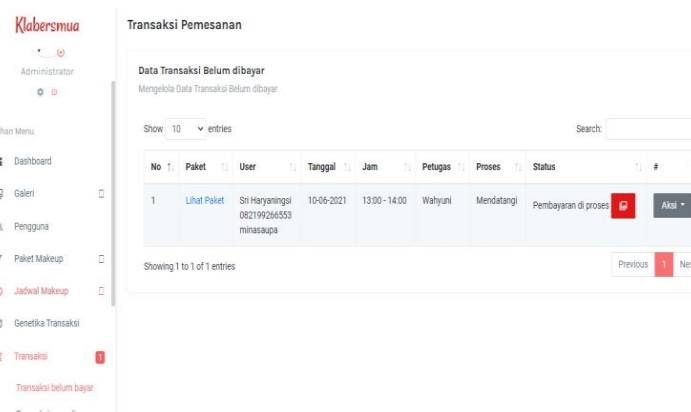 Klabersmua
Administrator
Menu
Dashboard
Galeri
Pengguna
Paket Makeup
Jadwal Makeup
Genetika Transaksi
Transaksi 1
Transaksi belum bayar
Transaksi Pemesanan
Data Transaksi Belum dibayar
Mengelola Data Transaksi Belum dibayar
Show 10 entries
Search:
No Paket User Tanggal Jam Petugas Proses Status #
1 Lihat Paket Sri Haryaningsi 10-06-2021 13:00 - 14:00 Wahyuni Mendatangi Pembayaran di proses Aksi
082199266553
minasaupa
Showing 1 to 1 of 1 entries
Previous 1